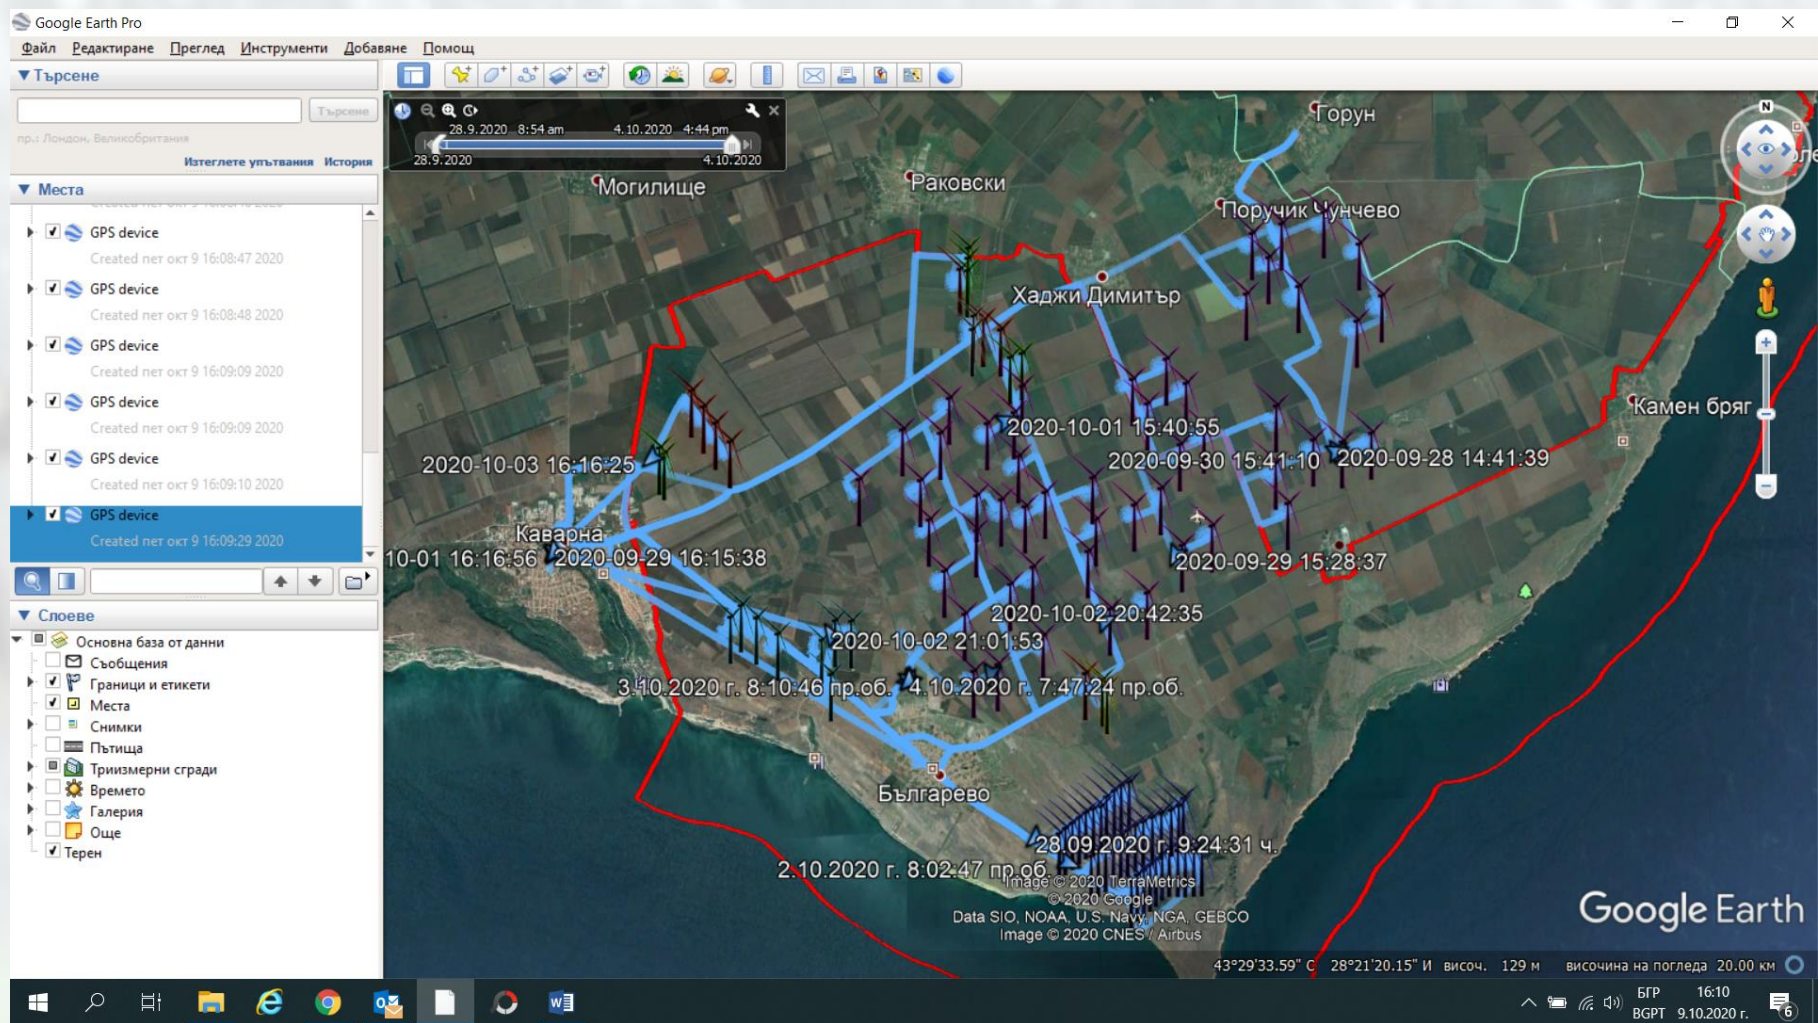 Google Earth Pro
Файл Редактиране Преглед Инструменти Добавяне Помощ
Търсене
Търсене
пр.: Лондон, Великобритания
Изтеглете упътвания История
Места
GPS device
Created пет окт 9 16:08:47 2020
GPS device
Created пет окт 9 16:08:48 2020
GPS device
Created пет окт 9 16:09:09 2020
GPS device
Created пет окт 9 16:09:09 2020
GPS device
Created пет окт 9 16:09:10 2020
GPS device
Created пет окт 9 16:09:29 2020
Слоеве
Основна база от данни
Съобщения
Граници и етикети
Места
Снимки
Пътища
Триизмерни сгради
Времето
Галерия
Още
Терен
28.9.2020 8:54 am 4.10.2020 4:44 pm
28.9.2020 4.10.2020
N
Горун
Могилище
Раковски
Поручик Чунчево
Хаджи Димитър
Камен бряг
2020-10-01 15:40:55
2020-10-03 16:16:25
2020-09-30 15:41:10
2020-09-28 14:41:39
Каварна
10-01 16:16:56
2020-09-29 16:15:38
2020-09-29 15:28:37
2020-10-02 20:42:35
2020-10-02 21:01:53
3.10.2020 г. 8:10:46 пр.об.
4.10.2020 г. 7:47:24 пр.об.
Българево
28.09.2020 г. 9:24:31 ч.
2.10.2020 г. 8:02:47 пр.об.
Image © 2020 TerraMetrics
© 2020 Google
Data SIO, NOAA, U.S. Navy, NGA, GEBCO
Image © 2020 CNES / Airbus
Google Earth
43°29'33.59" С 28°21'20.15" И височ. 129 м височина на погледа 20.00 км
БГР 16:10
BGPT 9.10.2020 г.
6